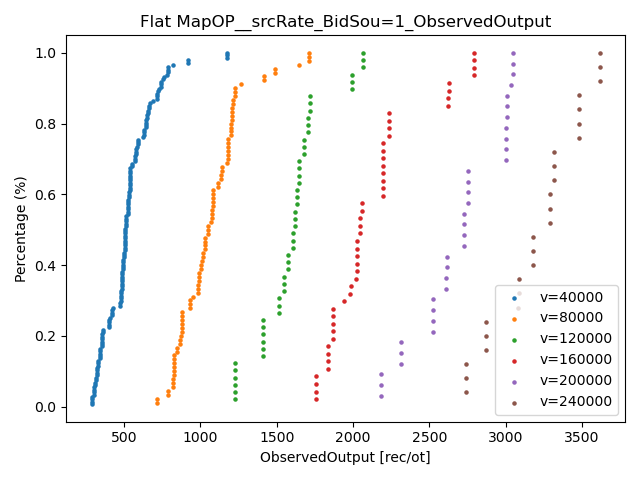 Flat MapOP__srcRate_BidSou=1_ObservedOutput
Percentage (%)
1.0
0.8
0.6
0.4
0.2
0.0
v=40000
v=80000
v=120000
v=160000
v=200000
v=240000
500
1000
1500
2000
2500
3000
3500
ObservedOutput [rec/ot]